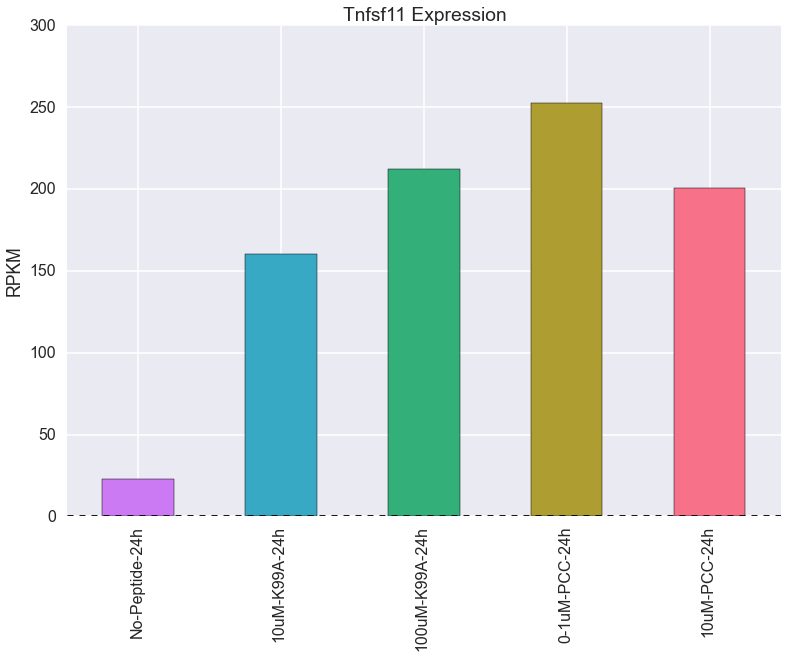 Tnfsf11 Expression
RPKM
300
250
200
150
100
50
0
No-Peptide-24h
10uM-K99A-24h
100uM-K99A-24h
0-1uM-PCC-24h
10uM-PCC-24h